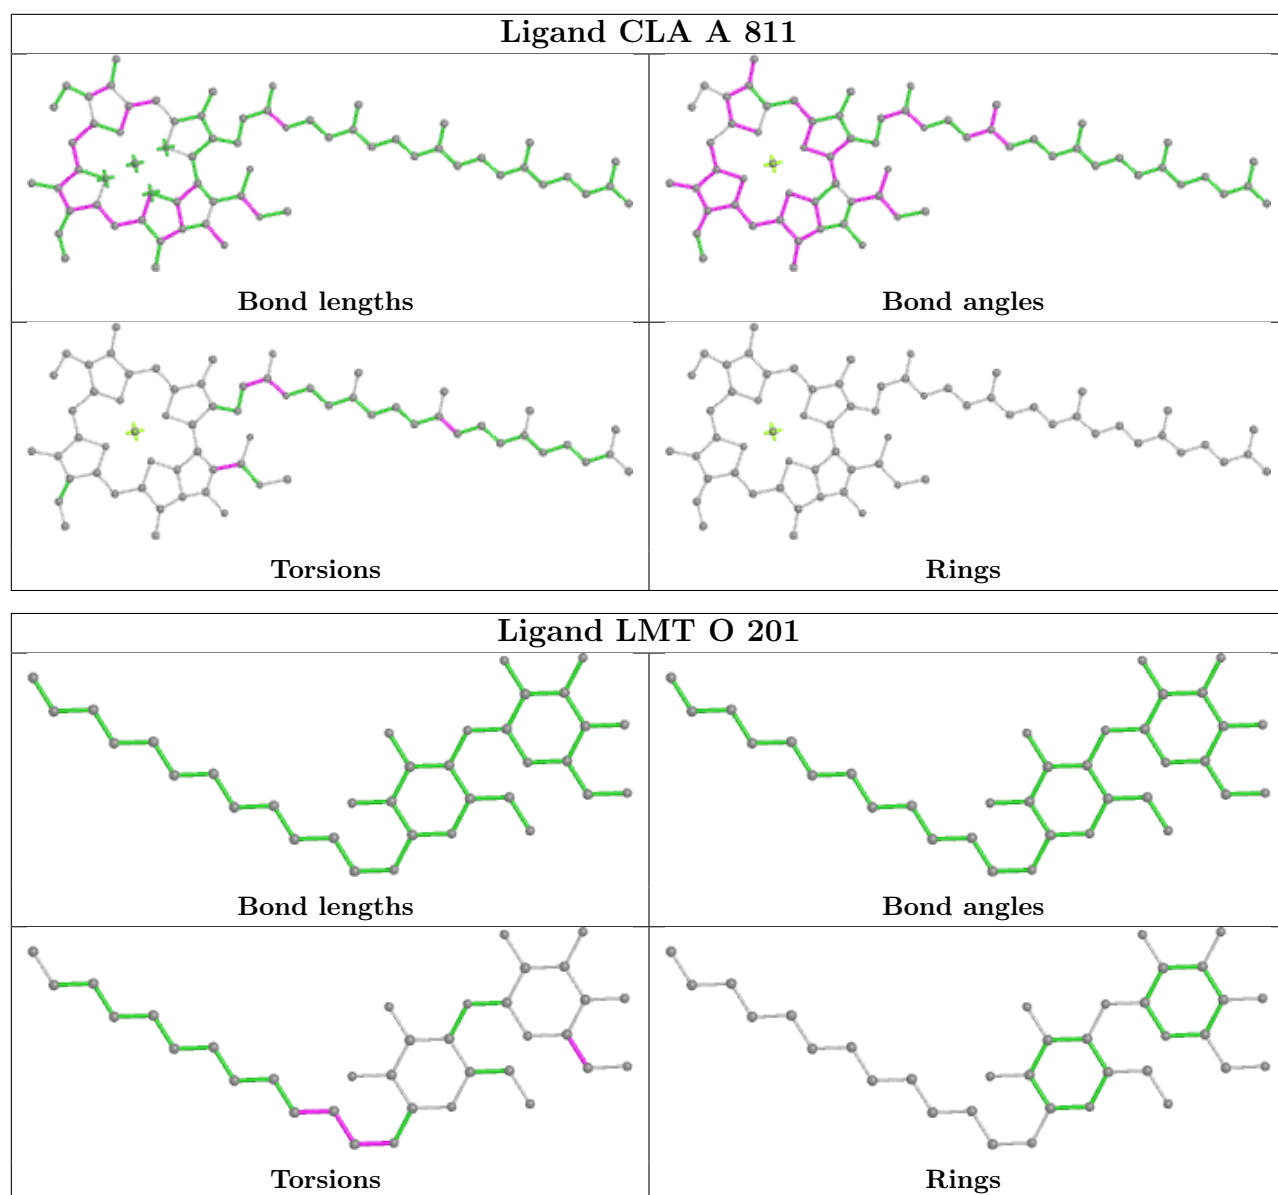 Ligand CLA A 811
Bond lengths
Bond angles
Torsions
Rings
Ligand LMT O 201
Bond lengths
Bond angles
Torsions
Rings